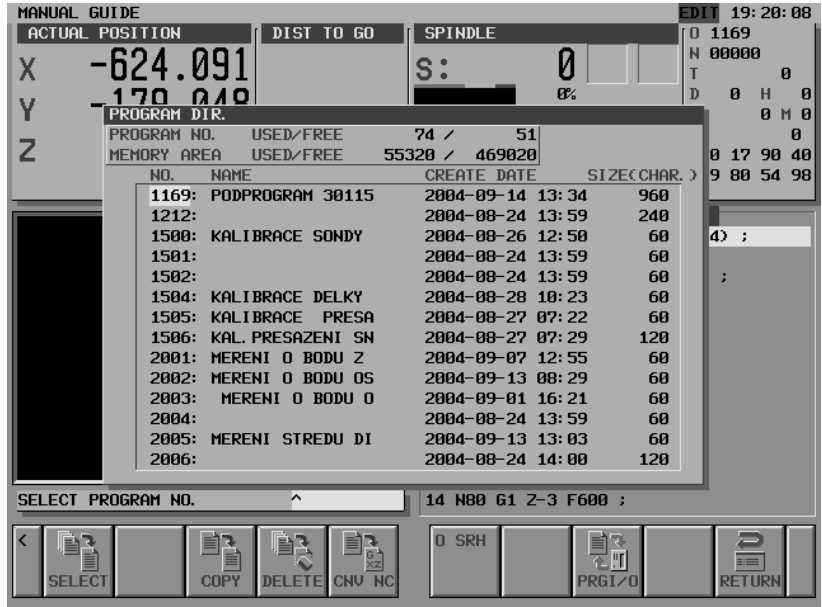 MANUAL GUIDE EDIT 19:20:08
ACTUAL POSITION DIST TO GO SPINDLE O 1169
N 00000
X -624.091 S: 0 T 0
0% D 0 H 0
Y -170.048 0 M 0
Z 0
0 17 90 40
9 80 54 98
PROGRAM DIR.
PROGRAM NO. USED/FREE 74 / 51
MEMORY AREA USED/FREE 55320 / 469020
NO. NAME CREATE DATE SIZE(CHAR.)
1169: PODPROGRAM 30115 2004-09-14 13:34 960
1212: 2004-08-24 13:59 240
1500: KALIBRACE SONDY 2004-08-26 12:50 60
1501: 2004-08-24 13:59 60
1502: 2004-08-24 13:59 60
1504: KALIBRACE DELKY 2004-08-28 10:23 60
1505: KALIBRACE PRESA 2004-08-27 07:22 60
1506: KAL.PRESAZENI SN 2004-08-27 07:29 120
2001: MERENI O BODU Z 2004-09-07 12:55 60
2002: MERENI O BODU OS 2004-09-13 08:29 60
2003: MERENI O BODU O 2004-09-01 16:21 60
2004: 2004-08-24 13:59 60
2005: MERENI STREDU DI 2004-09-13 13:03 60
2006: 2004-08-24 14:00 120
4) ;
;
SELECT PROGRAM NO. ^
14 N80 G1 Z-3 F600 ;
< SELECT COPY DELETE CNV NC O SRH PRGI/O RETURN